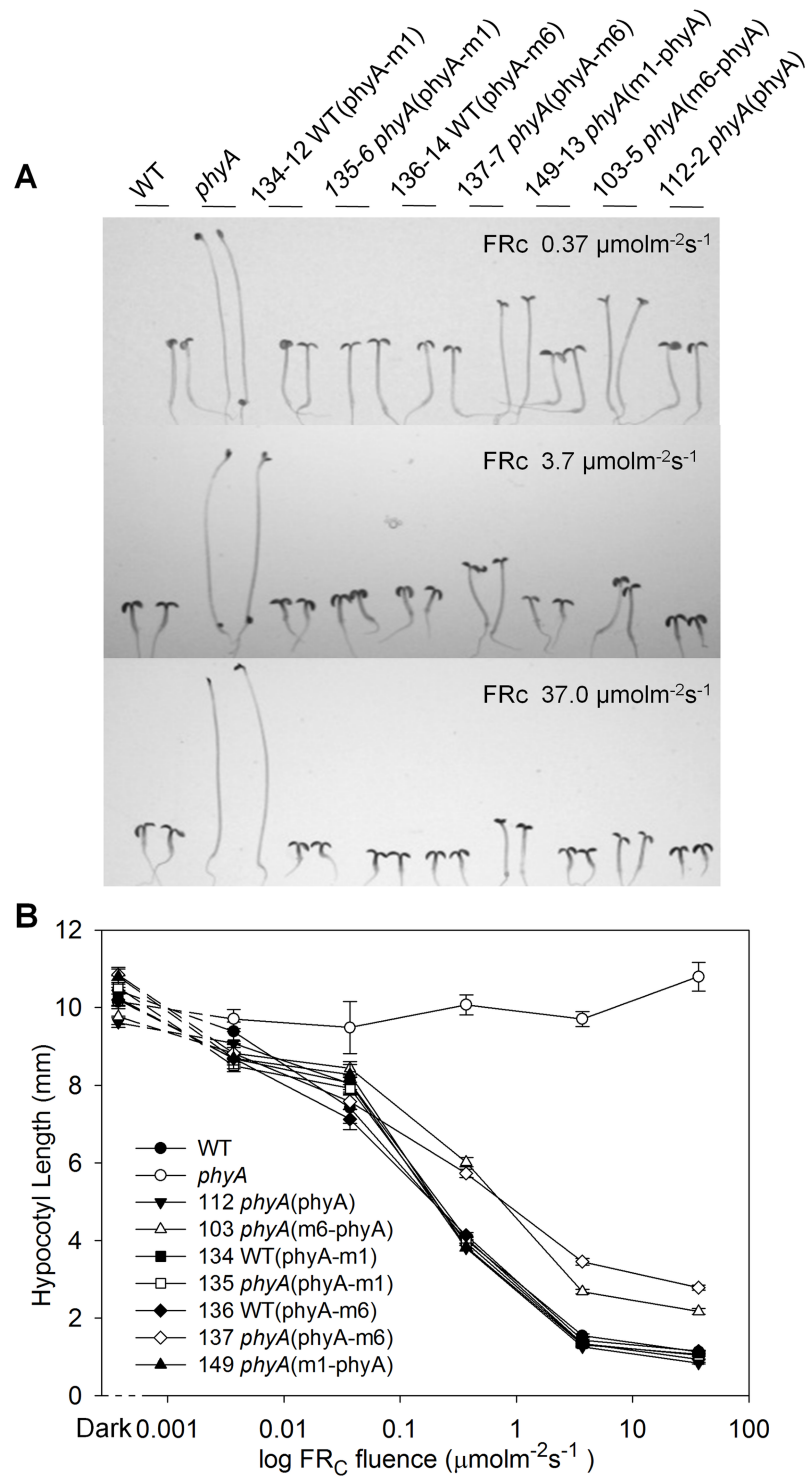 A
WT
phyA
134-12 WT(phyA-m1)
135-6 phyA(phyA-m1)
136-14 WT(phyA-m6)
137-7 phyA(phyA-m6)
149-13 phyA(m1-phyA)
103-5 phyA(m6-phyA)
112-2 phyA(phyA)
FRc 0.37 µmolm-2s-1
FRc 3.7 µmolm-2s-1
FRc 37.0 µmolm-2s-1
B
Hypocotyl Length (mm)
12
10
8
6
4
2
0
WT
phyA
112 phyA(phyA)
103 phyA(m6-phyA)
134 WT(phyA-m1)
135 phyA(phyA-m1)
136 WT(phyA-m6)
137 phyA(phyA-m6)
149 phyA(m1-phyA)
Dark 0.001 0.01 0.1 1 10 100
log FRC fluence (µmolm-2s-1 )